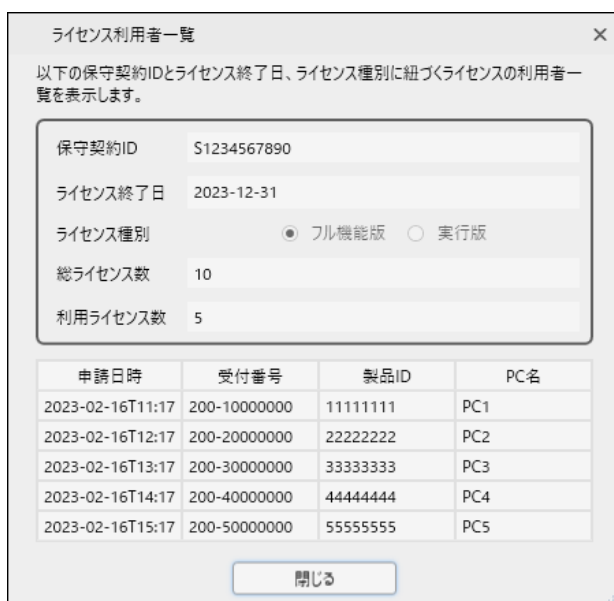 ライセンス利用者一覧
以下の保守契約IDとライセンス終了日、ライセンス種別に紐づくライセンスの利用者一
覧を表示します。
保守契約ID S1234567890
ライセンス終了日 2023-12-31
ライセンス種別 フル機能版 実行版
総ライセンス数 10
利用ライセンス数 5
申請日時 受付番号 製品ID PC名
2023-02-16T11:17 200-10000000 11111111 PC1
2023-02-16T12:17 200-20000000 22222222 PC2
2023-02-16T13:17 200-30000000 33333333 PC3
2023-02-16T14:17 200-40000000 44444444 PC4
2023-02-16T15:17 200-50000000 55555555 PC5
閉じる